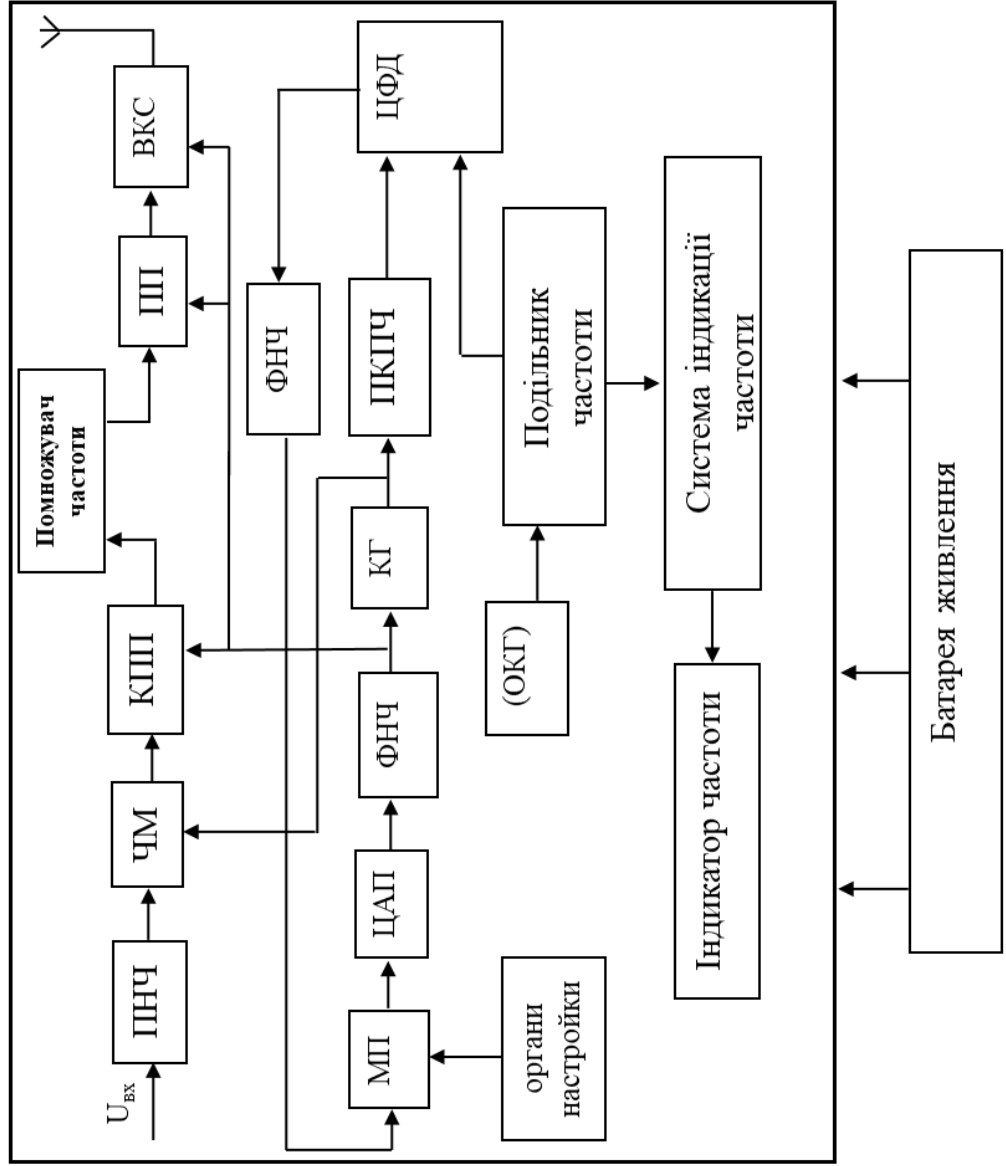 Uвх
ПНЧ
ЧМ
КПП
Помножувач
частоти
ПП
ВКС
МП
ЦАП
ФНЧ
КГ
ПКПЧ
ФНЧ
ЦФД
органи
настройки
(ОКГ)
Подільник
частоти
Індикатор частоти
Система індикації
частоти
Батарея живлення